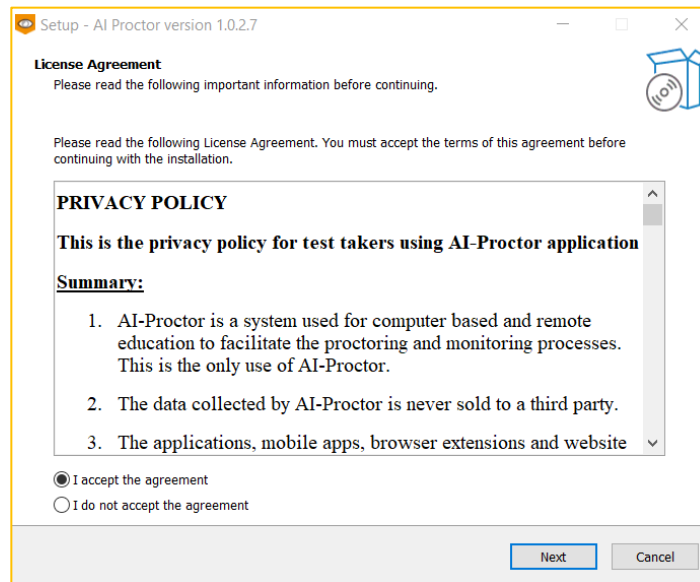 Setup - AI Proctor version 1.0.2.7
License Agreement
Please read the following important information before continuing.
Please read the following License Agreement. You must accept the terms of this agreement before
continuing with the installation.
PRIVACY POLICY
This is the privacy policy for test takers using AI-Proctor application
Summary:
1. AI-Proctor is a system used for computer based and remote
education to facilitate the proctoring and monitoring processes.
This is the only use of AI-Proctor.
2. The data collected by AI-Proctor is never sold to a third party.
3. The applications, mobile apps, browser extensions and website
I accept the agreement
I do not accept the agreement
Next Cancel